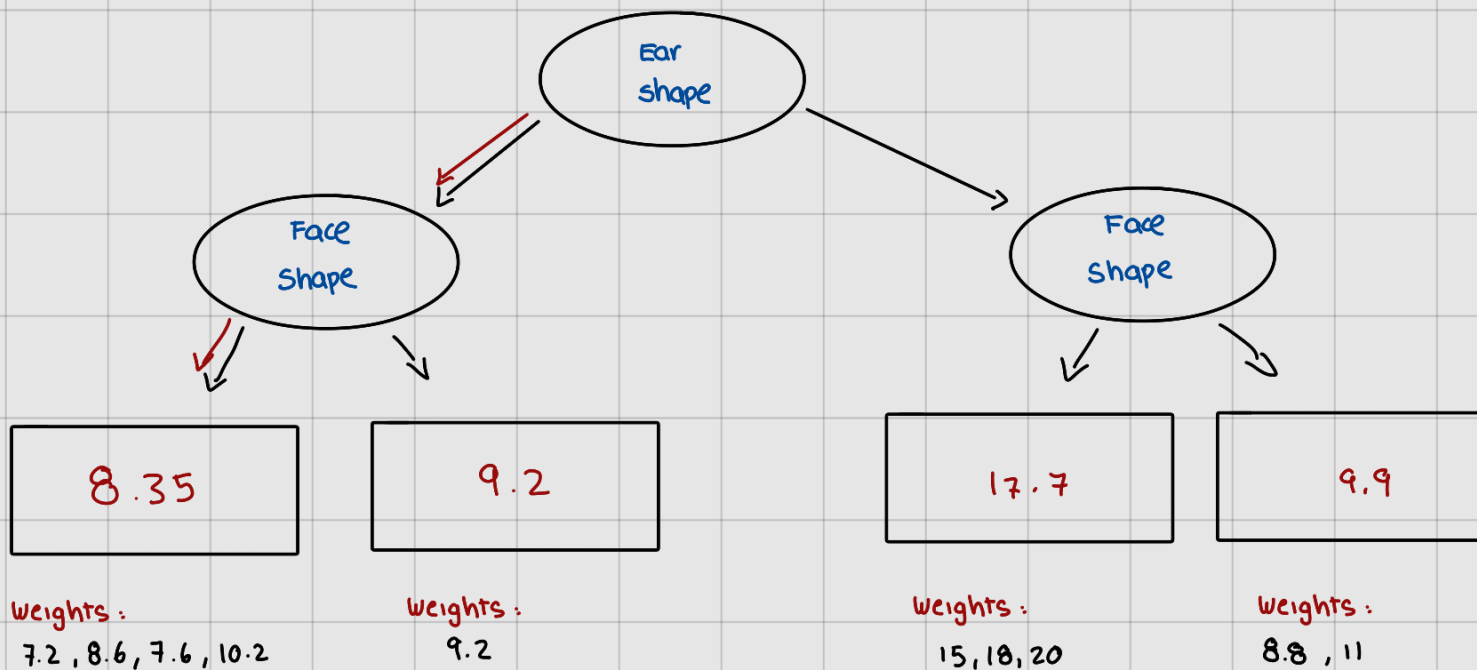 Ear
shape
Face
Shape
Face
Shape
8.35
9.2
17.7
9.9
Weights:
7.2, 8.6, 7.6, 10.2
Weights:
9.2
Weights:
15, 18, 20
Weights:
8.8, 11